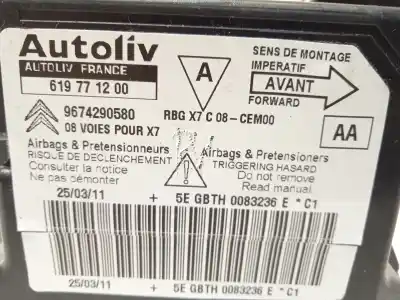 Autoliv
AUTOLIV FRANCE
619 77 12 00
A
SENS DE MONTAGE
IMPERATIF
AVANT
FORWARD
9674290580
08 VOIES POUR X7
RBG X7 C 08-CEM00
AA
Airbags & Pretensionneurs
RISQUE DE DECLENCHEMENT
Consulter la notice
Ne pas démonter
Airbags & Pretensioners
TRIGGERING HASARD
Do not remove
Read manual
25/03/11 + 5E GBTH 0083236 E * C1
25/03/11 + 5E GBTH 0083236 E * C1